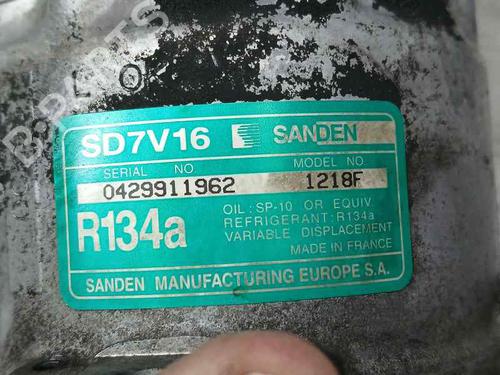 L O
SD7V16 SANDEN
SERIAL NO MODEL NO
0429911962 1218F
R134a
OIL: SP-10 OR EQUIV.
REFRIGERANT: R134a
VARIABLE DISPLACEMENT
MADE IN FRANCE
SANDEN MANUFACTURING EUROPE S.A.